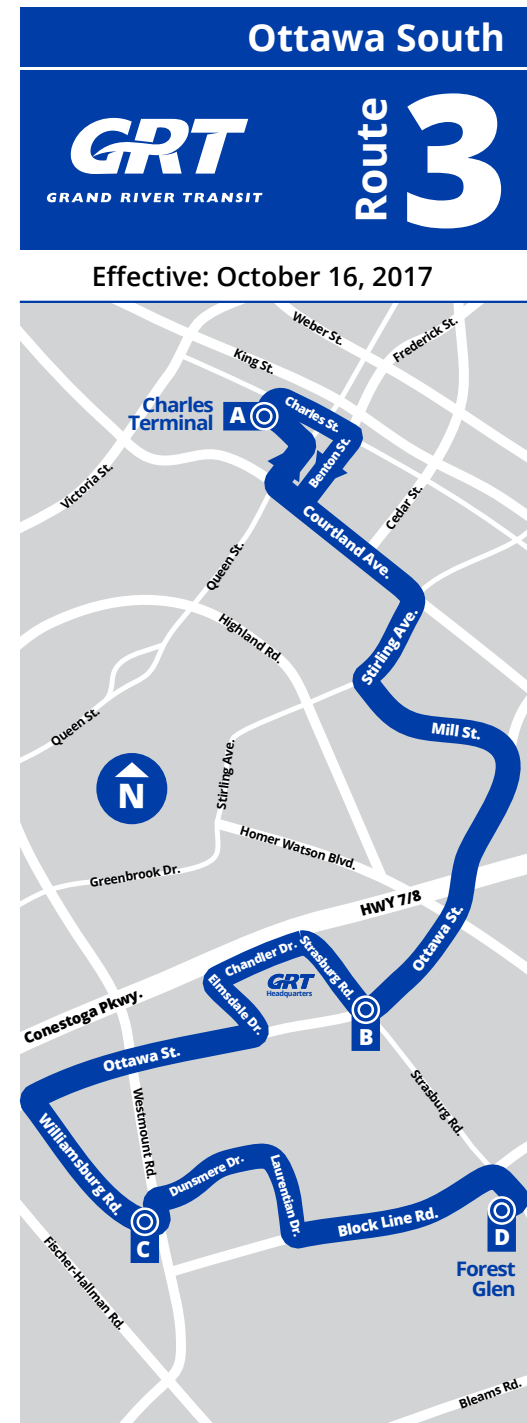 Ottawa South
GRT
GRAND RIVER TRANSIT
Route
3
Effective: October 16, 2017
Weber St.
Frederick St.
King St.
Charles
Terminal
A
Charles St.
Benton St.
Victoria St.
Cedar St.
Courtland Ave.
Queen St.
Stirling Ave.
Highland Rd.
Queen St.
Mill St.
N
Stirling Ave.
Homer Watson Blvd.
Greenbrook Dr.
HWY 7/8
Ottawa St.
Chandler Dr.
Strasburg Rd.
GRT
Headquarters
Elmsdale Dr.
Conestoga Pkwy.
B
Ottawa St.
Strasburg Rd.
Westmount Rd.
Williamsburg Rd.
Dunsmere Dr.
Laurentian Dr.
Block Line Rd.
C
D
Forest
Glen
Fischer-Hallman Rd.
Bleams Rd.